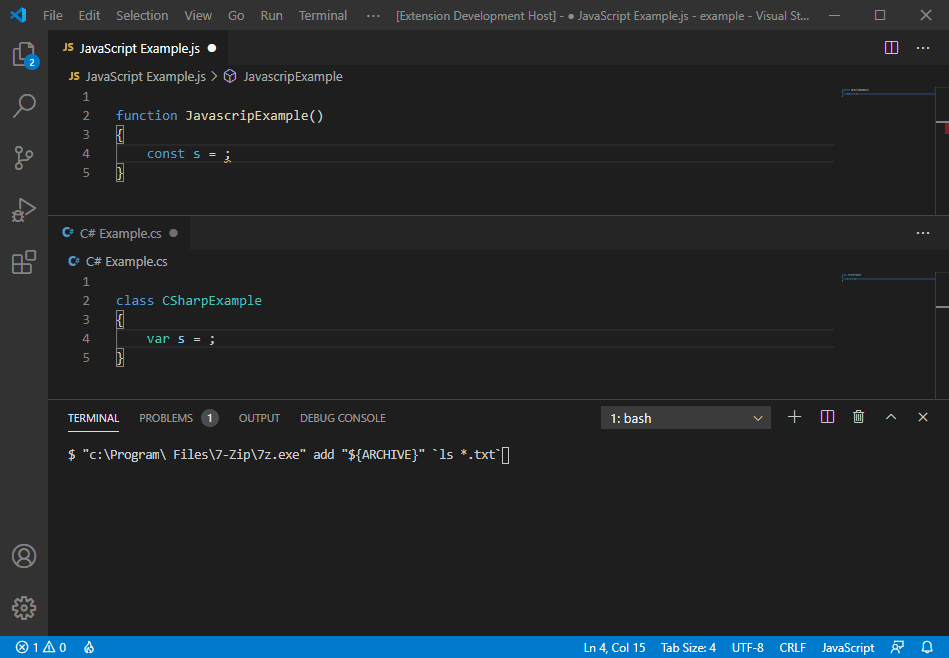 File Edit Selection View Go Run Terminal ··· [Extension Development Host] - ● JavaScript Example.js - example - Visual St...
2
JS JavaScript Example.js ●
JS JavaScript Example.js > JavascripExample
1
2 function JavascripExample()
3 {
4 const s = ;
5 }
C# C# Example.cs ●
C# C# Example.cs
1
2 class CSharpExample
3 {
4 var s = ;
5 }
TERMINAL PROBLEMS 1 OUTPUT DEBUG CONSOLE 1: bash
$ "c:\Program\ Files\7-Zip\7z.exe" add "${ARCHIVE}" `ls *.txt`
1 0 Ln 4, Col 15 Tab Size: 4 UTF-8 CRLF JavaScript